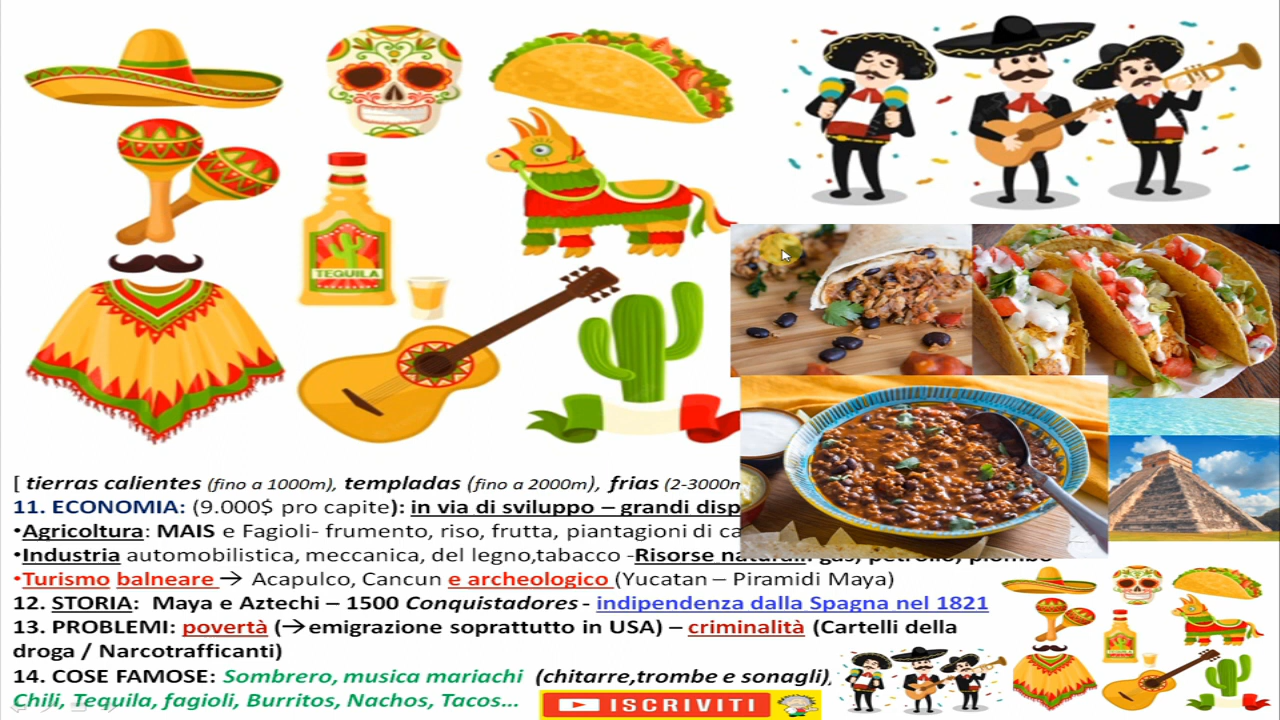 TEQUILA
[ tierras calientes (fino a 1000m), templadas (fino a 2000m), frias (2-3000m
11. ECONOMIA: (9.000$ pro capite): in via di sviluppo – grandi disp
•Agricoltura: MAIS e Fagioli- frumento, riso, frutta, piantagioni di ca
•Industria automobilistica, meccanica, del legno,tabacco -Risorse naturali: gas, petrolio, piombo
•Turismo balneare → Acapulco, Cancun e archeologico (Yucatan – Piramidi Maya)
12. STORIA: Maya e Aztechi – 1500 Conquistadores - indipendenza dalla Spagna nel 1821
13. PROBLEMI: povertà (→emigrazione soprattutto in USA) – criminalità (Cartelli della
droga / Narcotrafficanti)
14. COSE FAMOSE: Sombrero, musica mariachi (chitarre,trombe e sonagli),
Chili, Tequila, fagioli, Burritos, Nachos, Tacos...
ISCRIVITI
TEQUILA